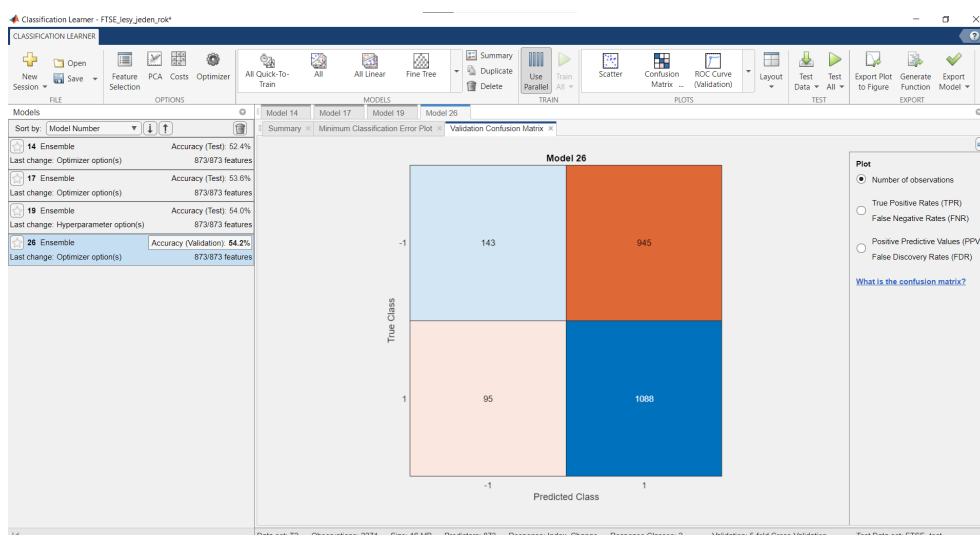 Classification Learner - FTSE_lesy_jeden_rok*
CLASSIFICATION LEARNER
New Session
Open
Save
Feature Selection
PCA
Costs
Optimizer
All Quick-To-Train
All
All Linear
Fine Tree
Summary
Duplicate
Delete
Use Parallel
Train All
Scatter
Confusion Matrix ...
ROC Curve (Validation)
Layout
Test Data
Test All
Export Plot to Figure
Generate Function
Export Model
FILE
OPTIONS
MODELS
TRAIN
PLOTS
TEST
EXPORT
Models
Sort by: Model Number
14 Ensemble Accuracy (Test): 52.4%
Last change: Optimizer option(s) 873/873 features
17 Ensemble Accuracy (Test): 53.6%
Last change: Optimizer option(s) 873/873 features
19 Ensemble Accuracy (Test): 54.0%
Last change: Hyperparameter option(s) 873/873 features
26 Ensemble Accuracy (Validation): 54.2%
Last change: Optimizer option(s) 873/873 features
Model 14 Model 17 Model 19 Model 26
Summary Minimum Classification Error Plot Validation Confusion Matrix
Model 26
-1 143 945
1 95 1088
-1 1
True Class
Predicted Class
Plot
Number of observations
True Positive Rates (TPR)
False Negative Rates (FNR)
Positive Predictive Values (PPV
False Discovery Rates (FDR)
What is the confusion matrix?